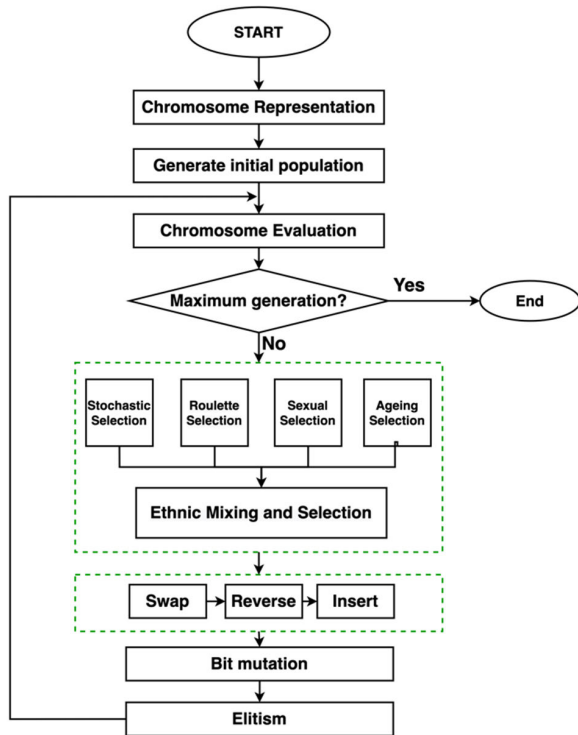 START
Chromosome Representation
Generate initial population
Chromosome Evaluation
Maximum generation?
Yes
End
No
Stochastic
Selection
Roulette
Selection
Sexual
Selection
Ageing
Selection
Ethnic Mixing and Selection
Swap
Reverse
Insert
Bit mutation
Elitism